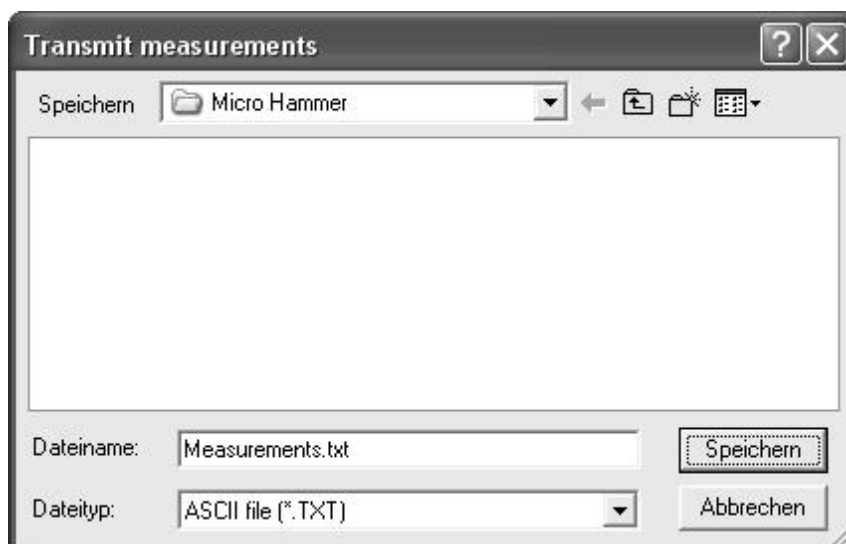 Transmit measurements
Speichern Micro Hammer
Dateiname: Measurements.txt Speichern
Dateityp: ASCII file (*.TXT) Abbrechen